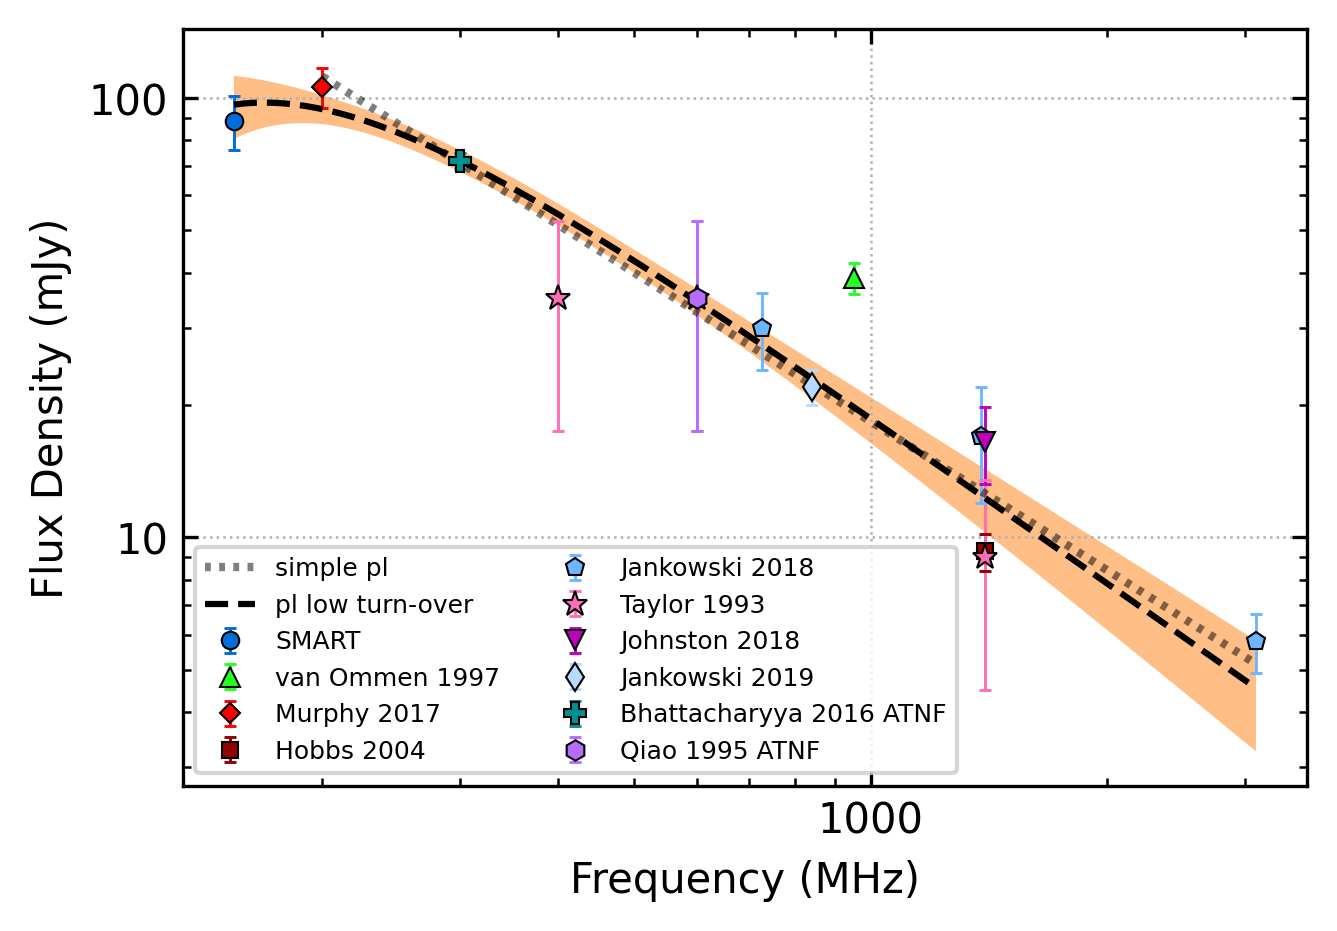 100
10
Flux Density (mJy)
simple pl
pl low turn-over
SMART
van Ommen 1997
Murphy 2017
Hobbs 2004
Jankowski 2018
Taylor 1993
Johnston 2018
Jankowski 2019
Bhattacharyya 2016 ATNF
Qiao 1995 ATNF
1000
Frequency (MHz)